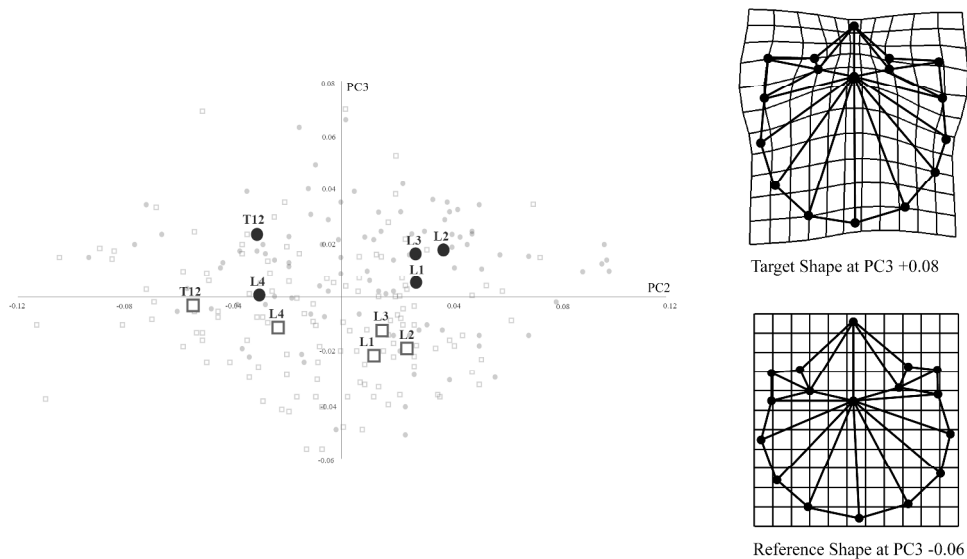 PC3
0.08
0.06
0.04
T12
0.02
L3
L2
L1
L4
-0.12
-0.08
-0.04
0.04
0.08
0.12
PC2
T12
L4
L3
L1
L2
-0.02
-0.04
-0.06
Target Shape at PC3 +0.08
Reference Shape at PC3 -0.06